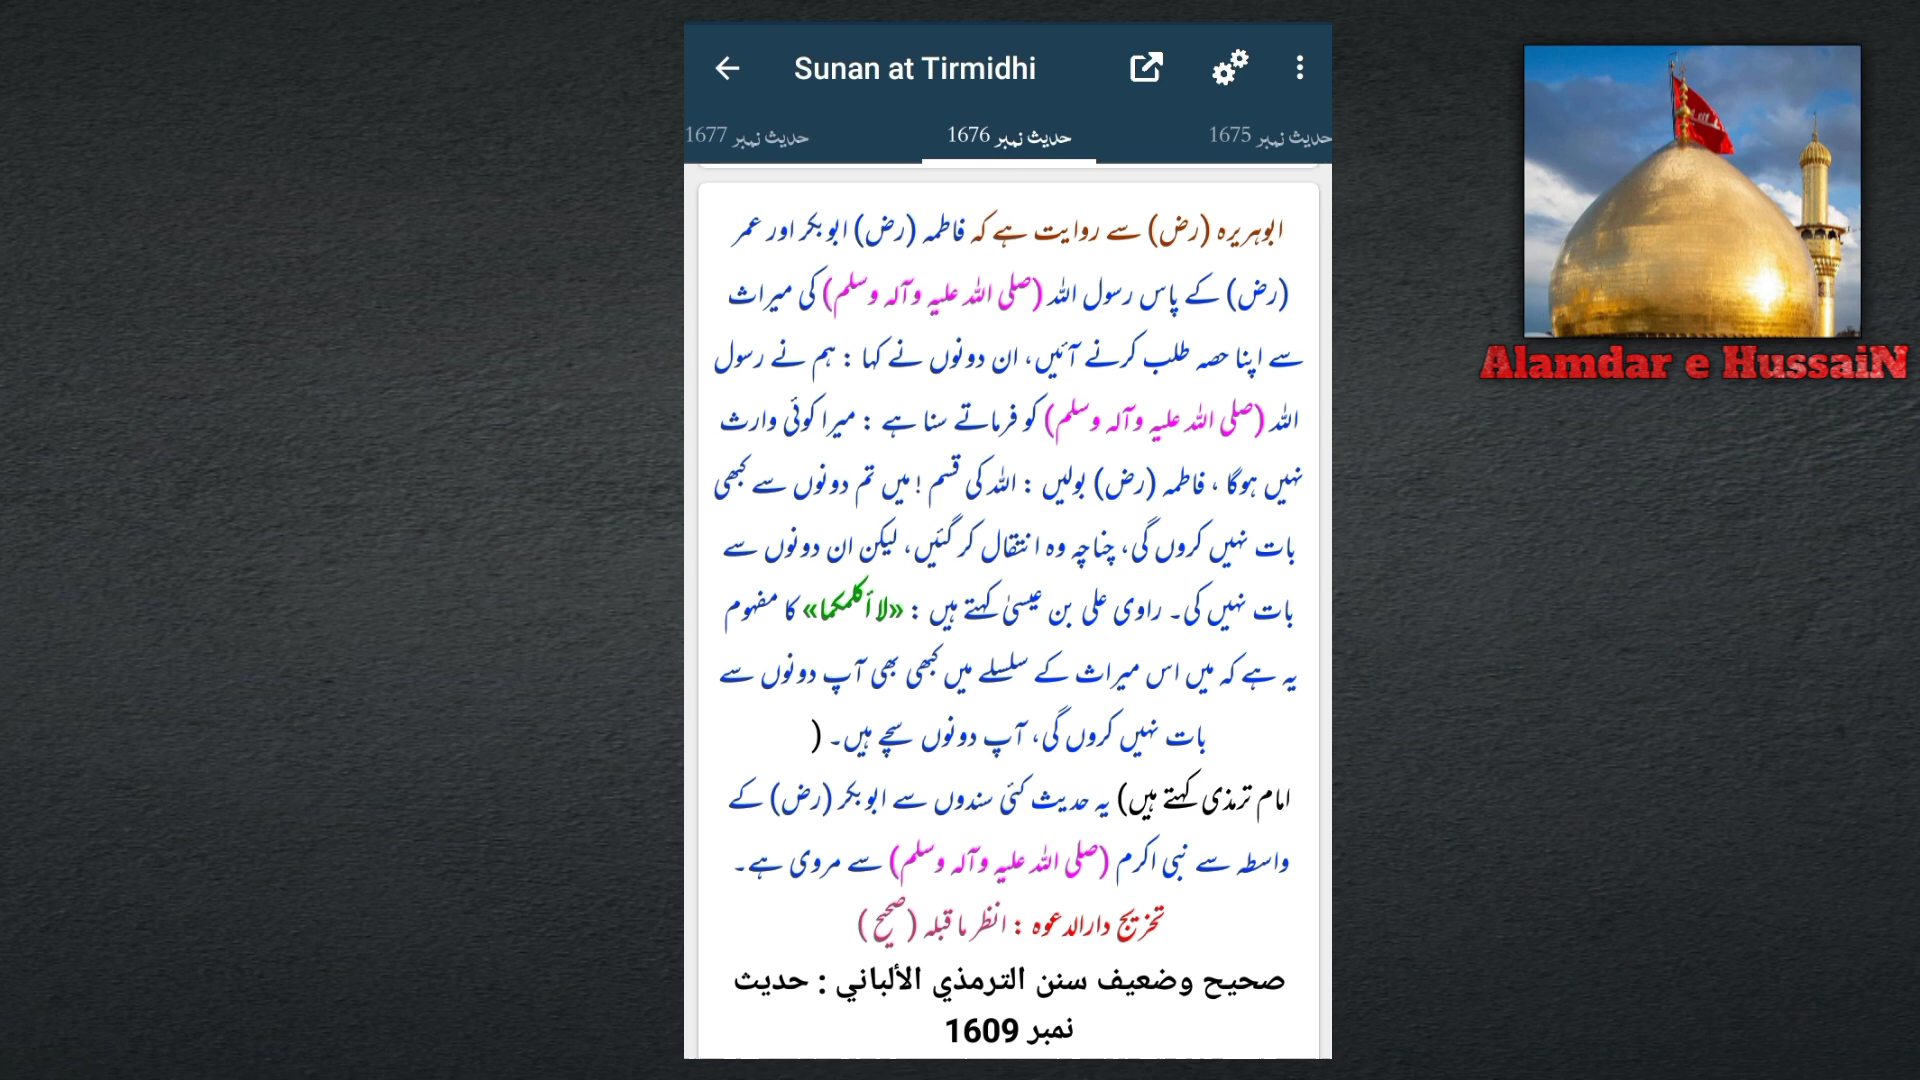 Sunan at Tirmidhi
حدیث نمبر 1675
حدیث نمبر 1676
حدیث نمبر 1677
ابوہریرہ (رض) سے روایت ہے کہ فاطمہ (رض) ابوبکر اور عمر
(رض) کے پاس رسول اللہ (صلی اللہ علیہ وآلہ وسلم) کی میراث
سے اپنا حصہ طلب کرنے آئیں، ان دونوں نے کہا : ہم نے رسول
اللہ (صلی اللہ علیہ وآلہ وسلم) کو فرماتے سنا ہے : میرا کوئی وارث
نہیں ہوگا ، فاطمہ (رض) بولیں : اللہ کی قسم ! میں تم دونوں سے کبھی
بات نہیں کروں گی، چناچہ وہ انتقال کر گئیں، لیکن ان دونوں سے
بات نہیں کی۔ راوی علی بن عیسیٰ کہتے ہیں : «لا أكلمكما» کا مفہوم
یہ ہے کہ میں اس میراث کے سلسلے میں کبھی بھی آپ دونوں سے
بات نہیں کروں گی، آپ دونوں سچے ہیں۔ (
امام ترمذی کہتے ہیں) یہ حدیث کئی سندوں سے ابوبکر (رض) کے
واسطہ سے نبی اکرم (صلی اللہ علیہ وآلہ وسلم) سے مروی ہے۔
تخریج دارالدعوہ : انظر ما قبلہ (صحیح )
صحيح وضعيف سنن الترمذي الألباني : حديث
نمبر 1609
Alamdar e HussaiN